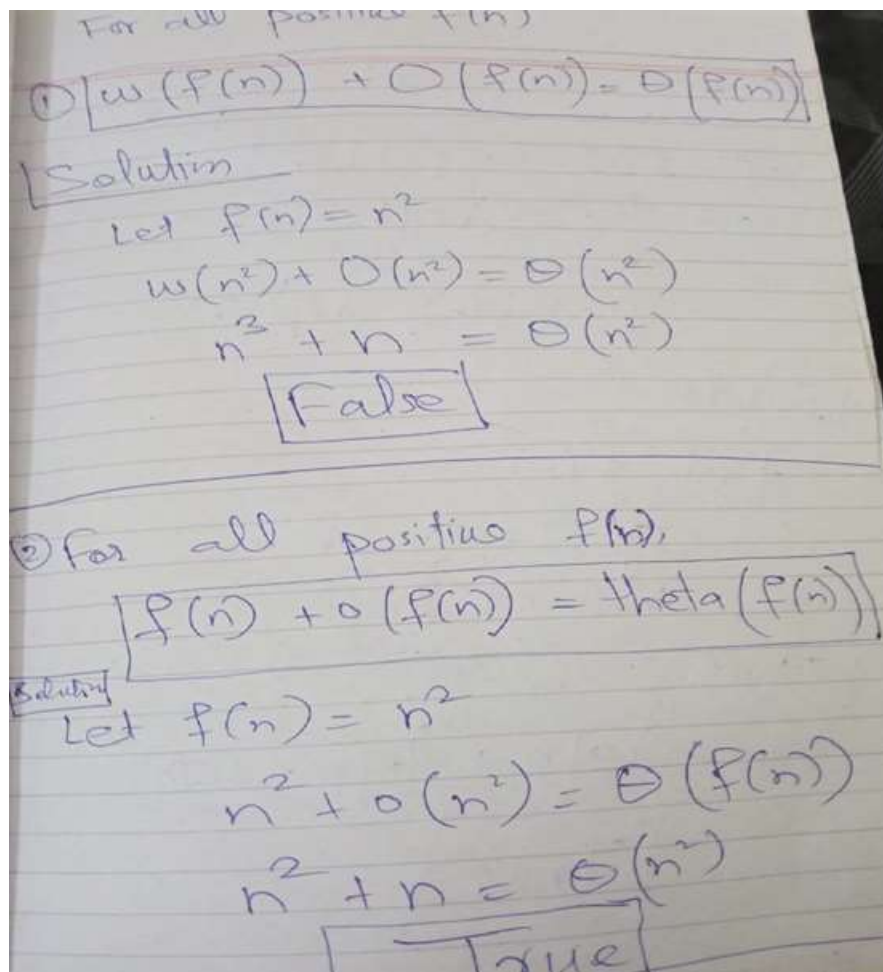 For all positive f(n)
① w(f(n)) + O(f(n)) = Θ(f(n))
Solution
Let f(n) = n²
w(n²) + O(n²) = Θ(n²)
n³ + n = Θ(n²)
False
② For all positive f(n),
f(n) + o(f(n)) = theta(f(n))
Solution
Let f(n) = n²
n² + o(n²) = Θ(f(n))
n² + n = Θ(n²)
True